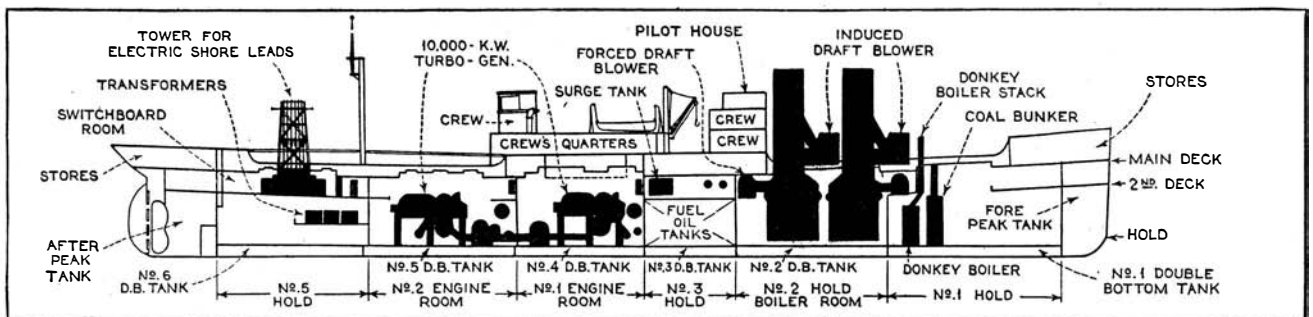 TOWER FOR
ELECTRIC SHORE LEADS
TRANSFORMERS
SWITCHBOARD
ROOM
STORES
AFTER
PEAK
TANK
10,000-K.W.
TURBO-GEN.
CREW
CREW'S QUARTERS
PILOT HOUSE
FORCED DRAFT
BLOWER
SURGE TANK
CREW
CREW
INDUCED
DRAFT BLOWER
DONKEY
BOILER STACK
COAL BUNKER
STORES
MAIN DECK
2ND. DECK
FORE
PEAK TANK
HOLD
FUEL
OIL
TANKS
No. 6
D.B. TANK
No. 5
HOLD
No. 5 D.B. TANK
No. 2 ENGINE
ROOM
No. 4 D.B. TANK
No. 1 ENGINE
ROOM
No. 3 D.B. TANK
No. 3
HOLD
No. 2 D.B. TANK
No. 2 HOLD
BOILER ROOM
DONKEY BOILER
No. 1 HOLD
No. 1 DOUBLE
BOTTOM TANK